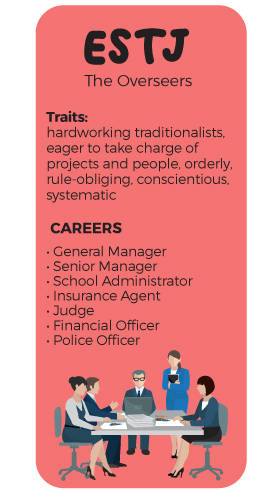 ESTJ
The Overseers
Traits:
hardworking traditionalists,
eager to take charge of
projects and people, orderly,
rule-obliging, conscientious,
systematic
CAREERS
• General Manager
• Senior Manager
• School Administrator
• Insurance Agent
• Judge
• Financial Officer
• Police Officer